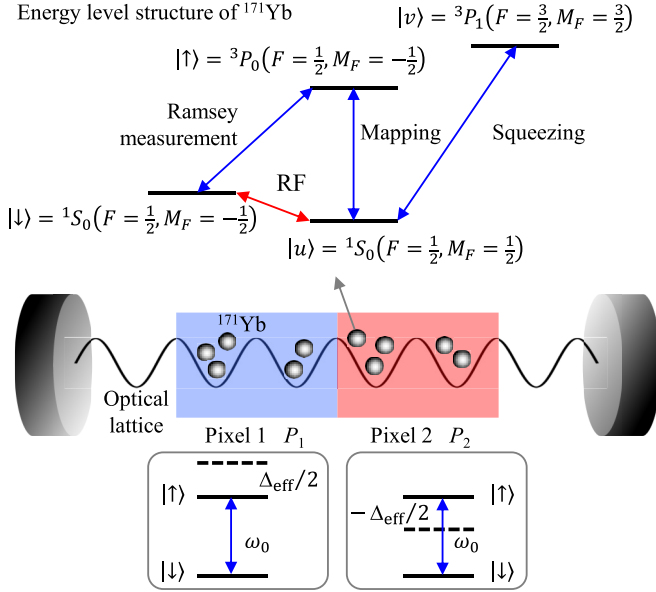 Energy level structure of ¹⁷¹Yb
|v⟩ = ³P₁(F = 3/2, M_F = 3/2)
|↑⟩ = ³P₀(F = 1/2, M_F = −1/2)
Ramsey
measurement
Mapping
Squeezing
RF
|↓⟩ = ¹S₀(F = 1/2, M_F = −1/2)
|u⟩ = ¹S₀(F = 1/2, M_F = 1/2)
¹⁷¹Yb
Optical
lattice
Pixel 1 P₁
Pixel 2 P₂
Δ_eff/2
|↑⟩
ω₀
|↓⟩
|↑⟩
− Δ_eff/2
ω₀
|↓⟩